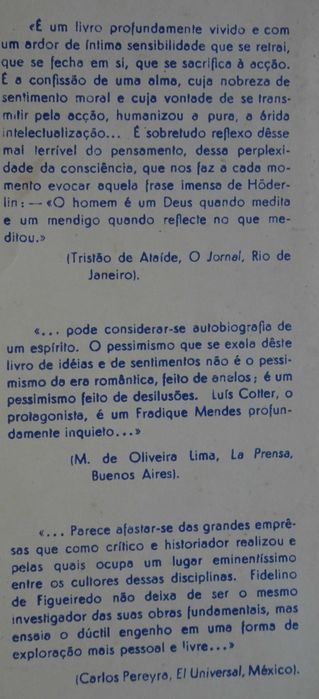 «É um livro profundamente vivido e com
um ardor de íntima sensibilidade que se retrai,
que se fecha em si, que se sacrifica à acção.
É a confissão de uma alma, cuja nobreza de
sentimento moral e cuja vontade de se trans-
mitir pela acção, humanizou a pura, a árida
intelectualização... É sobretudo reflexo dêsse
mal terrível do pensamento, dessa perplexi-
dade da consciência, que nos faz a cada mo-
mento evocar aquela frase imensa de Höder-
lin: — «O homem é um Deus quando medita
e um mendigo quando reflecte no que me-
ditou.»
(Tristão de Ataíde, O Jornal, Rio de
Janeiro).
«... pode considerar-se autobiografia de
um espírito. O pessimismo que se exala dêste
livro de idéias e de sentimentos não é o pessi-
mismo da era romântica, feito de anelos; é um
pessimismo feito de desilusões. Luís Cotter, o
protagonista, é um Fradique Mendes profun-
damente inquieto...»
(M. de Oliveira Lima, La Prensa,
Buenos Aires).
«... Parece afastar-se das grandes emprê-
sas que como crítico e historiador realizou e
pelas quais ocupa um lugar eminentíssimo
entre os cultores dessas disciplinas. Fidelino
de Figueiredo não deixa de ser o mesmo
investigador das suas obras fundamentais, mas
ensaia o dúctil engenho em uma forma de
exploração mais pessoal e livre...»
(Carlos Pereyra, El Universal, México).